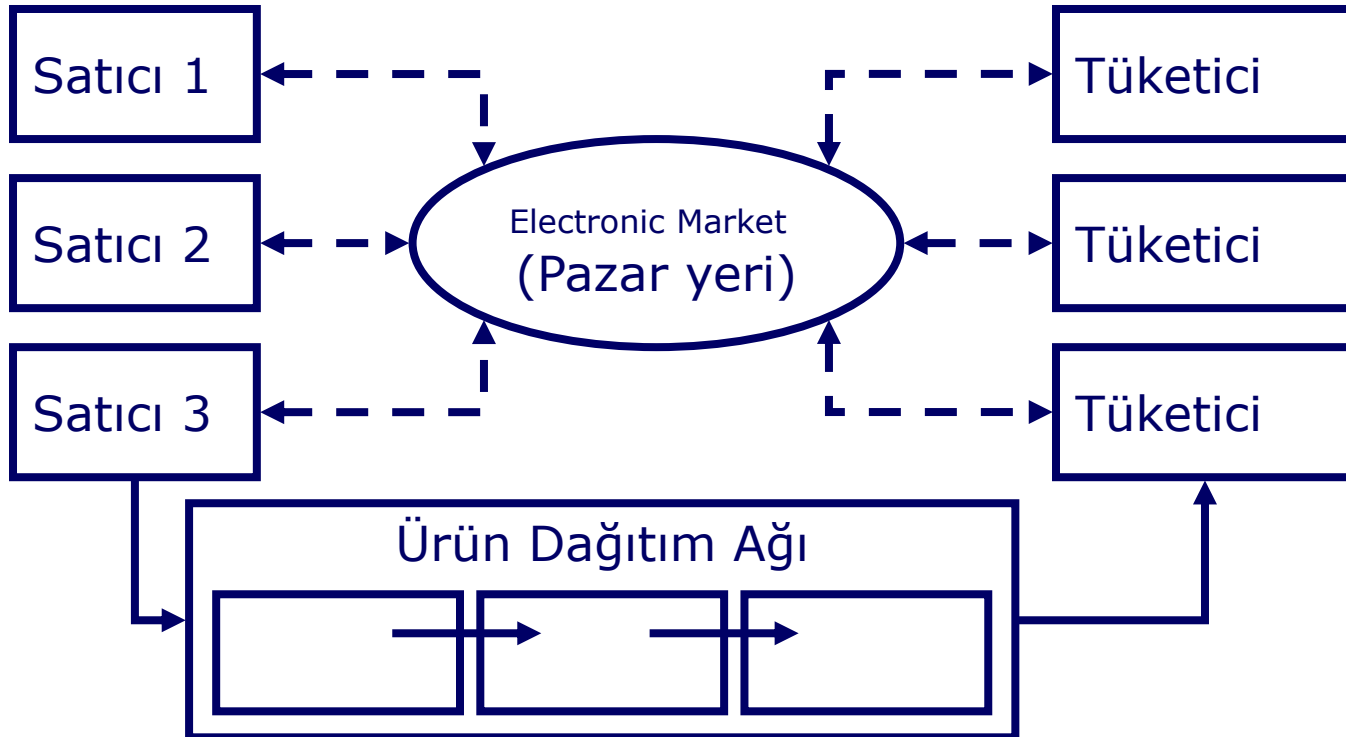 Satıcı 1
Tüketici
Electronic Market
(Pazar yeri)
Satıcı 2
Tüketici
Satıcı 3
Tüketici
Ürün Dağıtım Ağı